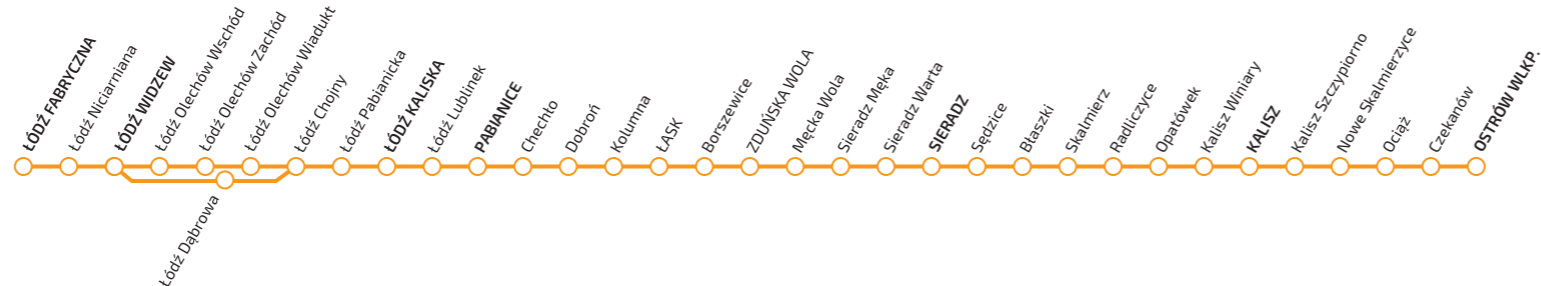 ŁÓDŹ FABRYCZNA
Łódź Niciarniana
ŁÓDŹ WIDZEW
Łódź Olechów Wschód
Łódź Olechów Zachód
Łódź Olechów Wiadukt
Łódź Dąbrowa
Łódź Chojny
Łódź Pabianicka
ŁÓDŹ KALISKA
Łódź Lublinek
PABIANICE
Chechło
Dobroń
Kolumna
ŁASK
Borszewice
ZDUŃSKA WOLA
Męcka Wola
Sieradz Męka
Sieradz Warta
SIERADZ
Sędzice
Błaszki
Skalmierz
Radliczyce
Opatówek
Kalisz Winiary
KALISZ
Kalisz Szczypiorno
Nowe Skalmierzyce
Ociąż
Czekanów
OSTRÓW WLKP.